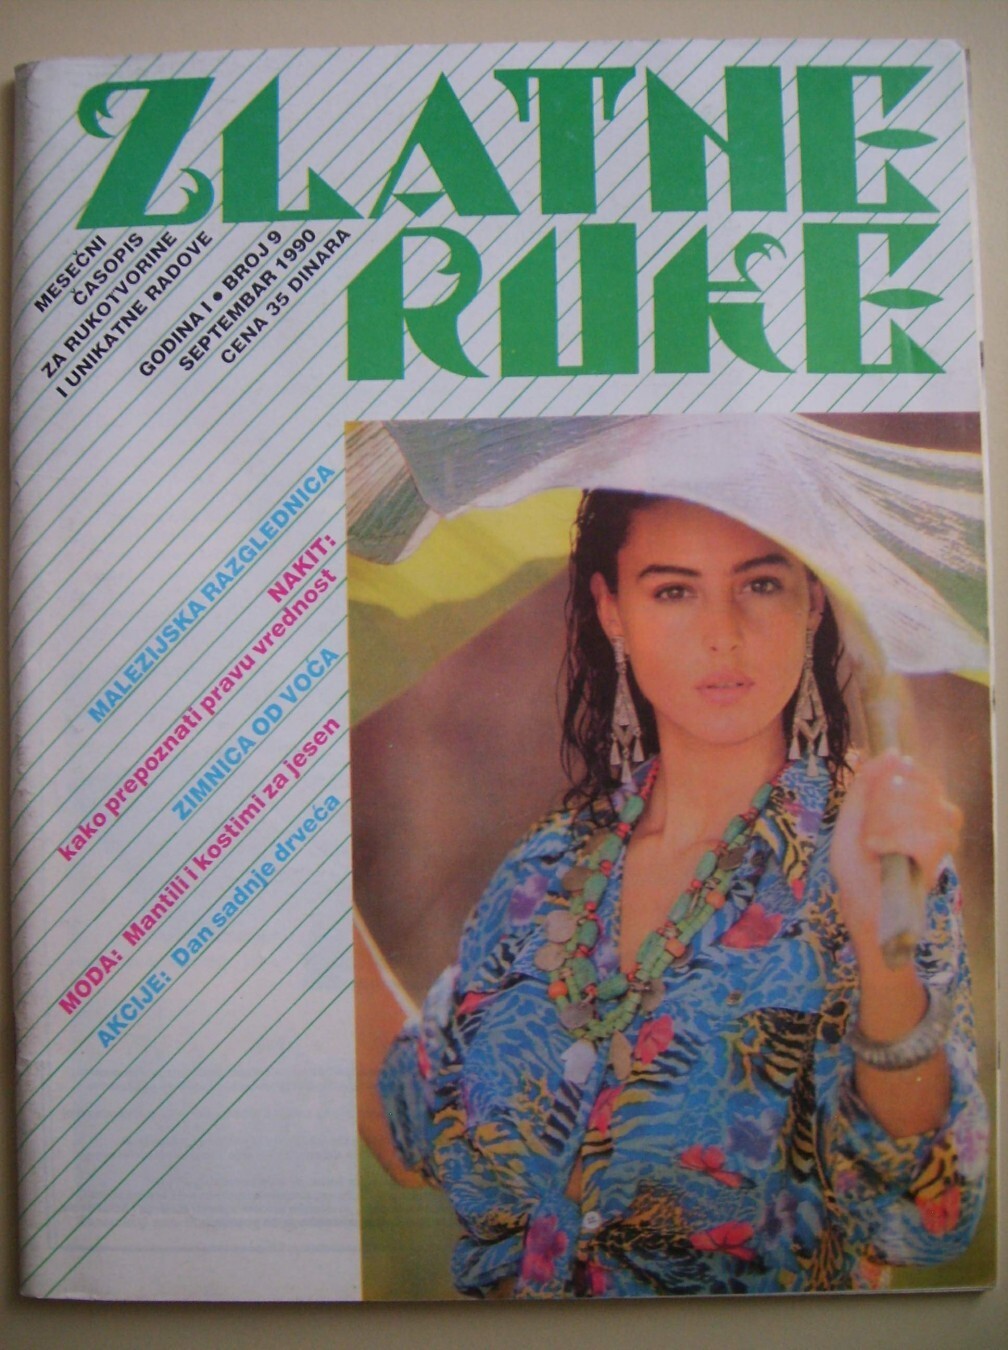 ZLATNE
RUKE
MESEČNI
ČASOPIS
ZA RUKOTVORINE
I UNIKATNE RADOVE
GODINA I • BROJ 9
SEPTEMBAR 1990
CENA 35 DINARA
MALEZIJSKA RAZGLEDNICA
NAKIT:
kako prepoznati pravu vrednost
ZIMNICA OD VOĆA
MODA: Mantili i kostimi za jesen
AKCIJE: Dan sadnje drveća